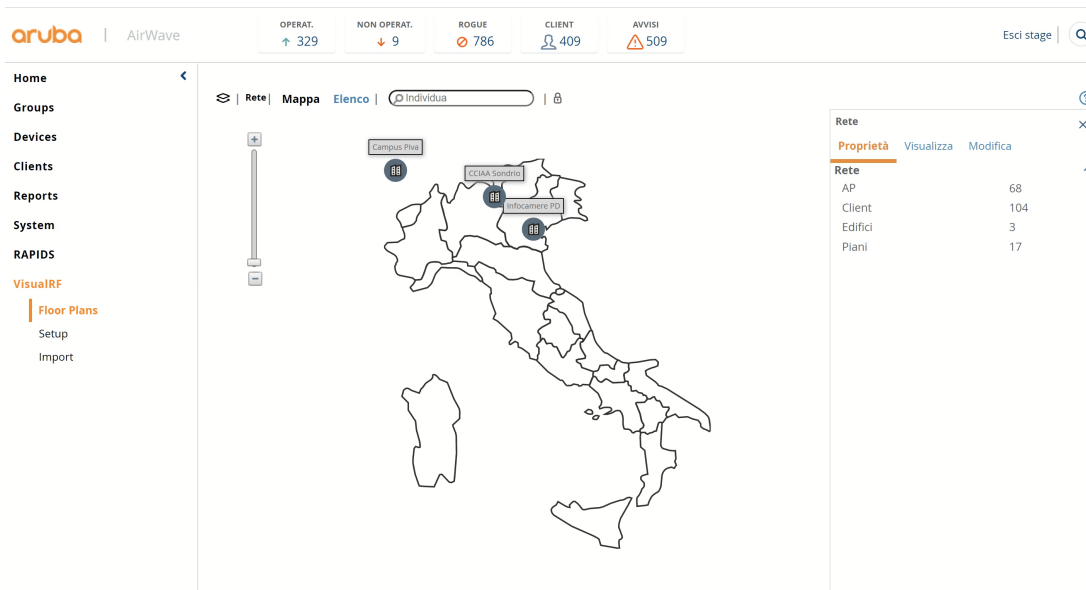 aruba | AirWave
OPERAT.
329
NON OPERAT.
9
ROGUE
786
CLIENT
409
AVVISI
509
Esci stage
Home
Groups
Devices
Clients
Reports
System
RAPIDS
VisualRF
Floor Plans
Setup
Import
| Rete | Mappa Elenco | Individua |
Campus Piva
CCIAA Sondrio
Infocamere PD
Rete
Proprietà Visualizza Modifica
Rete
AP 68
Client 104
Edifici 3
Piani 17